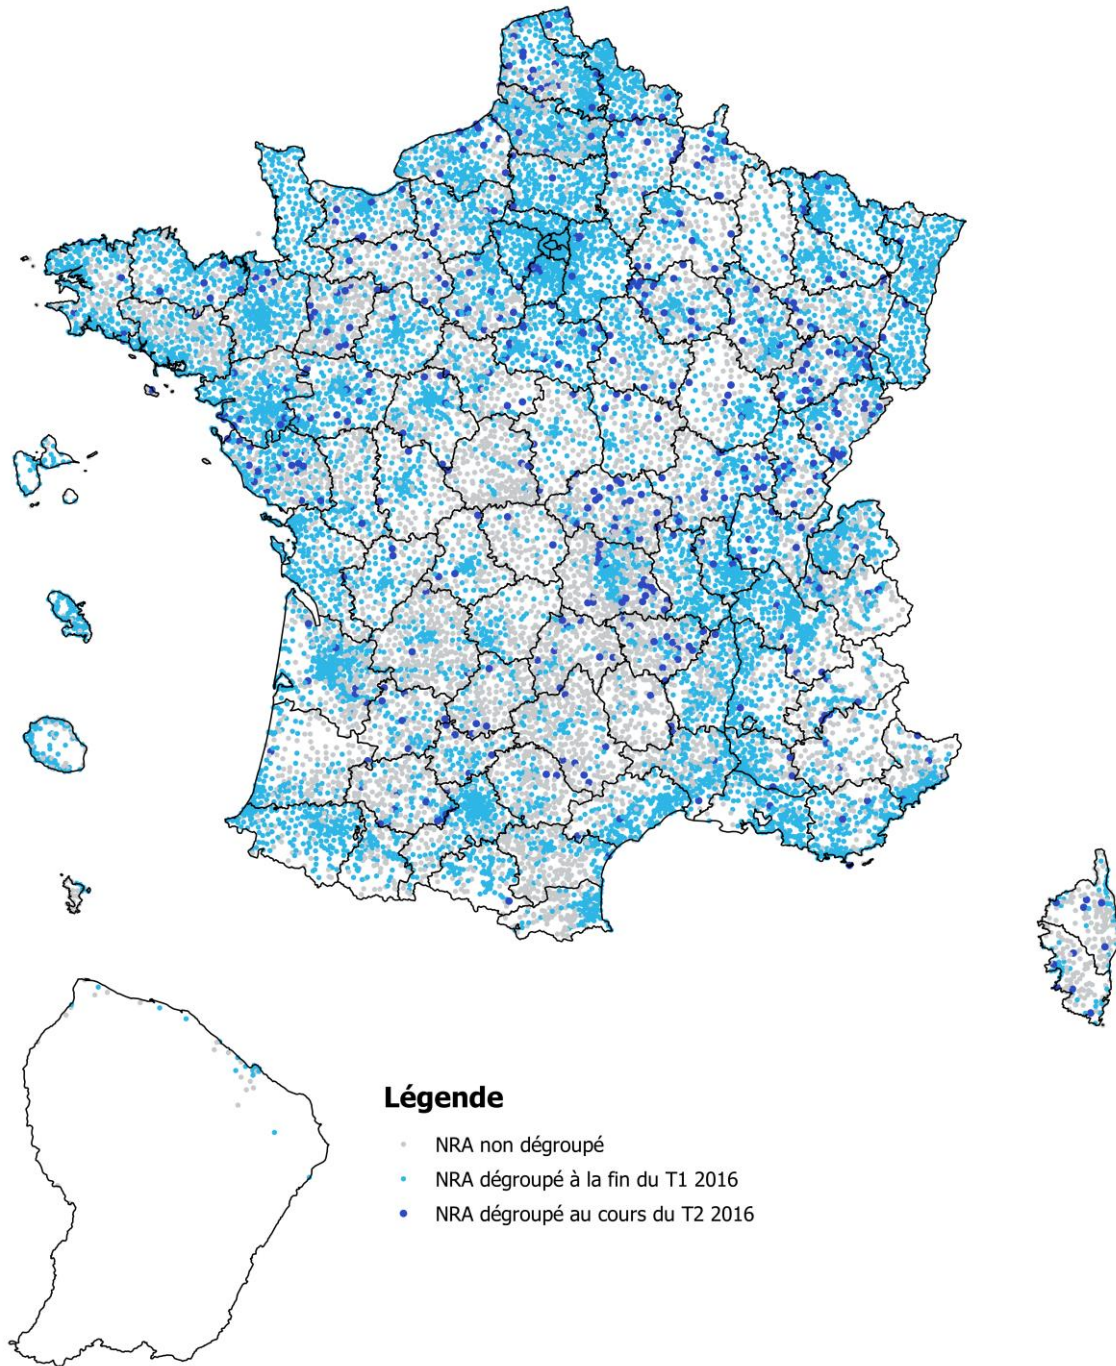 Légende
NRA non dégroupé
NRA dégroupé à la fin du T1 2016
NRA dégroupé au cours du T2 2016